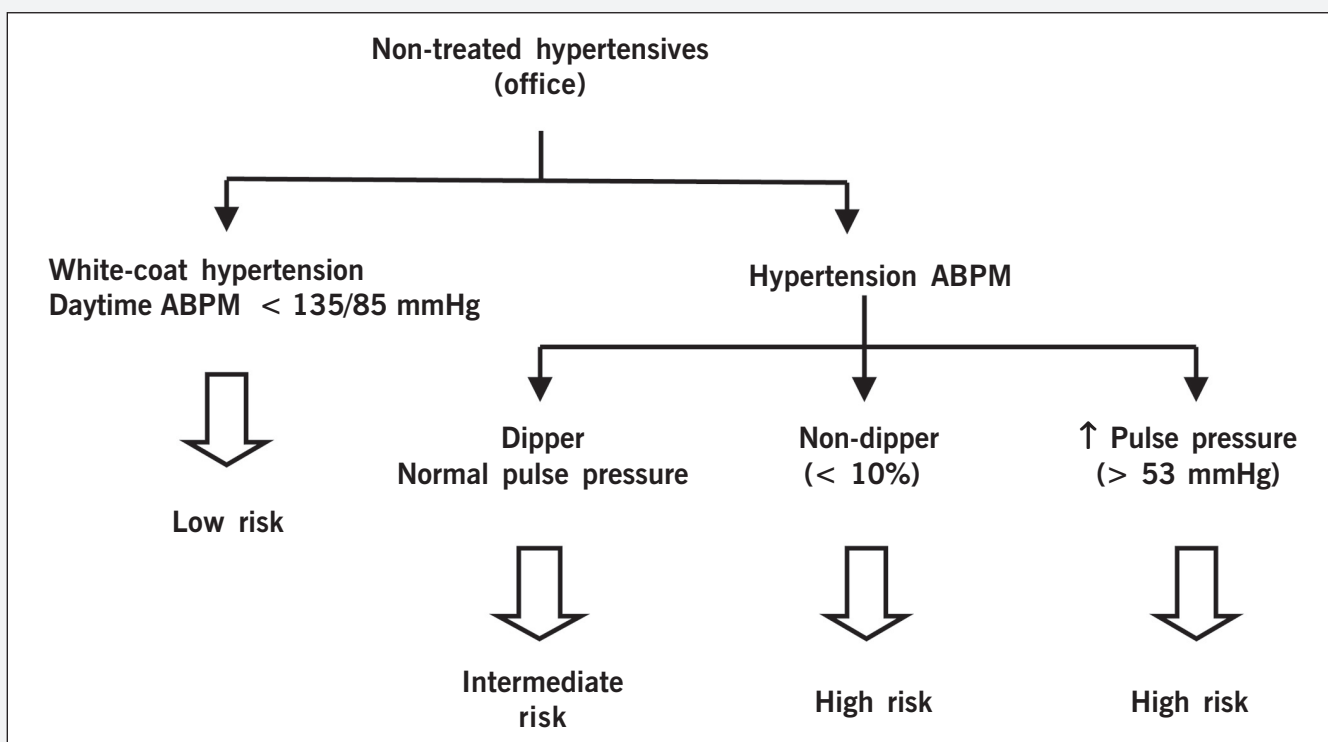 Non-treated hypertensives
(office)
White-coat hypertension
Daytime ABPM < 135/85 mmHg
Hypertension ABPM
Low risk
Dipper
Normal pulse pressure
Non-dipper
(< 10%)
↑ Pulse pressure
(> 53 mmHg)
Intermediate
risk
High risk
High risk